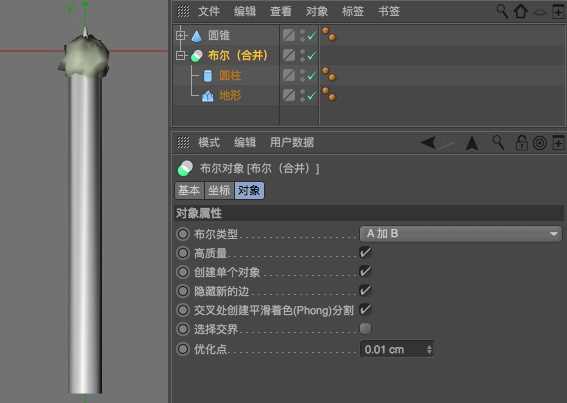 Y
文件 编辑 查看 对象 标签 书签
圆锥
布尔（合并）
圆柱
地形
模式 编辑 用户数据
布尔对象 [布尔（合并）]
基本 坐标 对象
对象属性
布尔类型 A 加 B
高质量
创建单个对象
隐藏新的边
交叉处创建平滑着色(Phong)分割
选择交界
优化点 0.01 cm